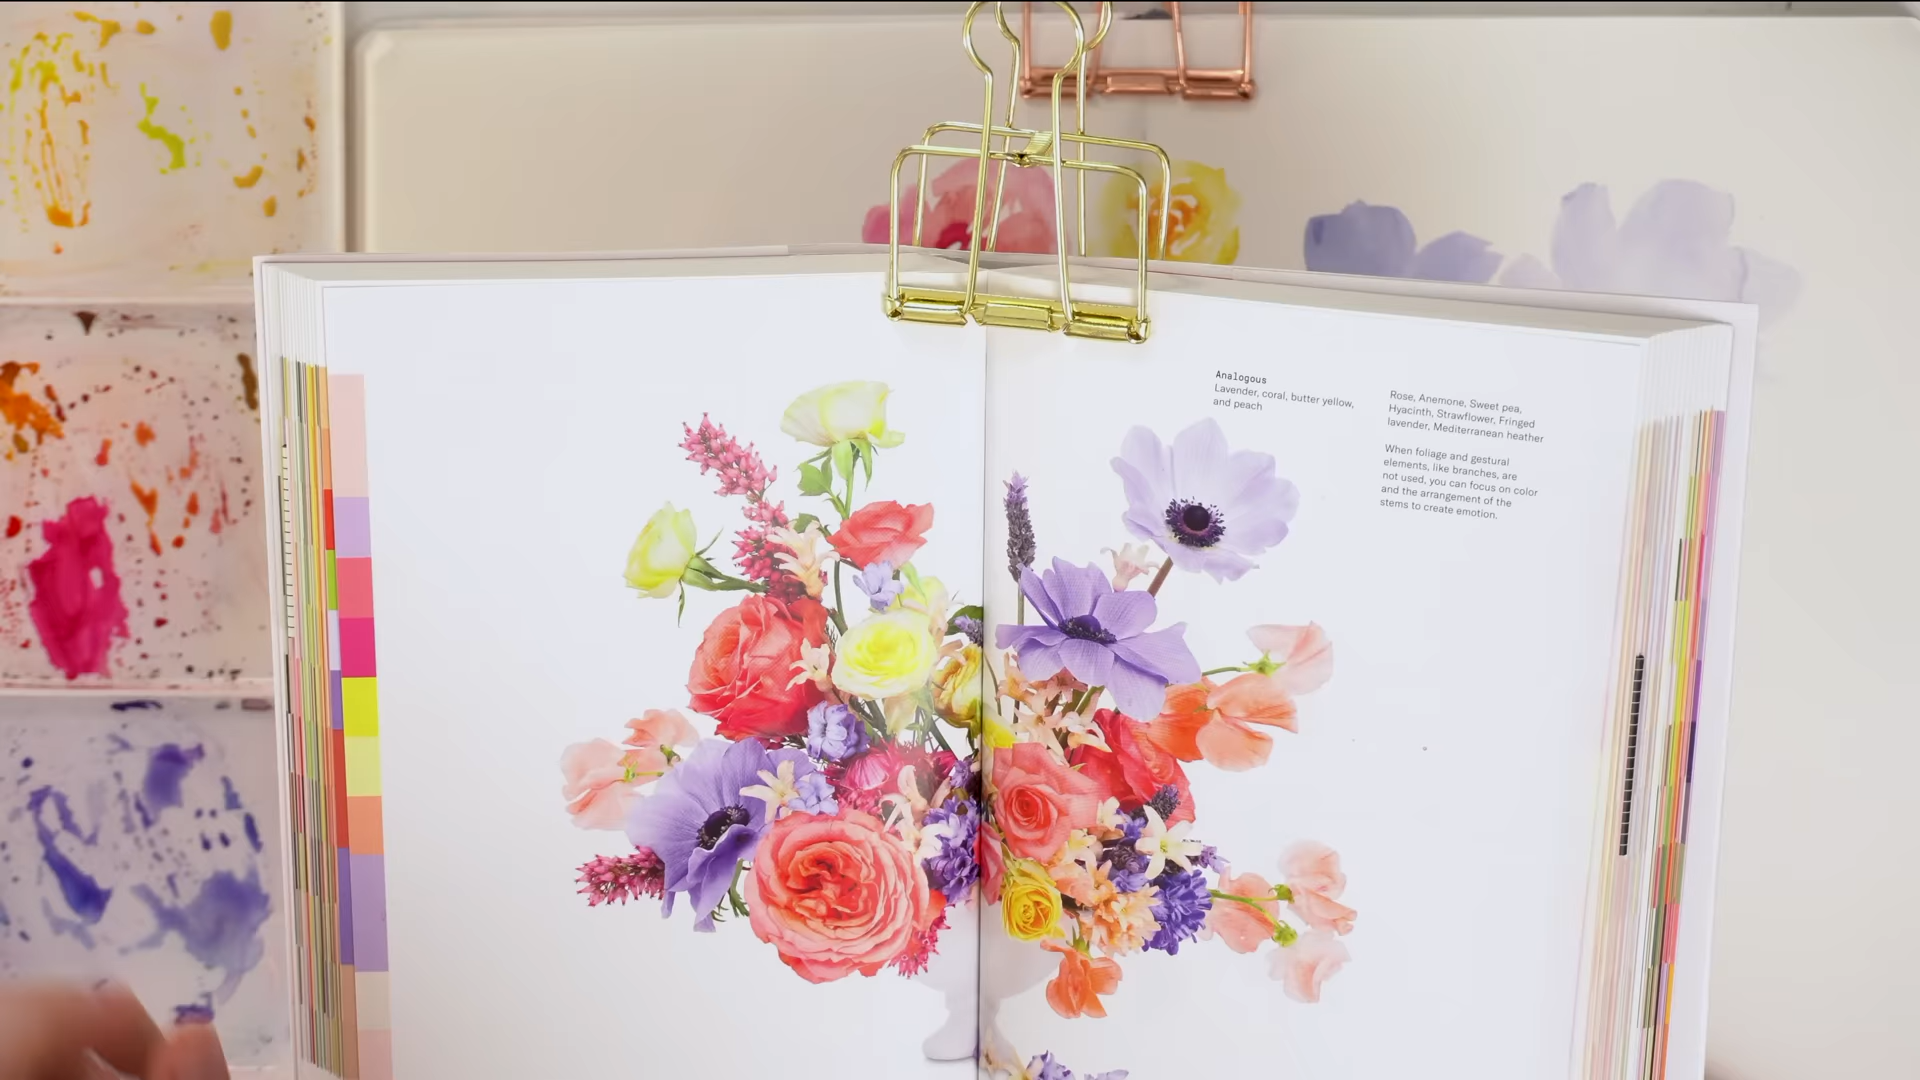 Analogous
Lavender, coral, butter yellow,
and peach
Rose, Anemone, Sweet pea,
Hyacinth, Strawflower, Fringed
lavender, Mediterranean heather
When foliage and gestural
elements, like branches, are
not used, you can focus on color
and the arrangement of the
stems to create emotion.